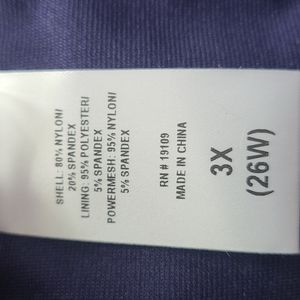 SHELL: 80% NYLON/
20% SPANDEX
LINING: 95% POLYESTER/
5% SPANDEX
POWERMESH: 95% NYLON/
5% SPANDEX
RN # 19109
MADE IN CHINA
3X
(26W)